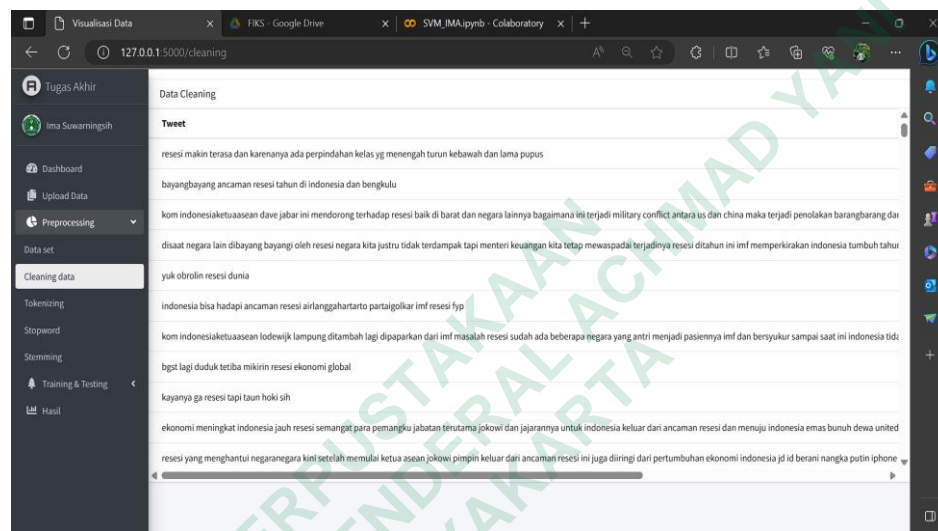 Visualisasi Data
FIKS - Google Drive
SVM_IMA.ipynb - Colaboratory
127.0.0.1:5000/cleaning
Tugas Akhir
Ima Suwarningsih
Dashboard
Upload Data
Preprocessing
Data set
Cleaning data
Tokenizing
Stopword
Stemming
Training & Testing
Hasil
Data Cleaning
Tweet
resesi makin terasa dan karenanya ada perpindahan kelas yg menengah turun kebawah dan lama pupus
bayangbayang ancaman resesi tahun di indonesia dan bengkulu
kom indonesiaketuaasean dave jabar ini mendorong terhadap resesi baik di barat dan negara lainnya bagaimana ini terjadi military conflict antara us dan china maka terjadi penolakan barangbarang dar
disaat negara lain dibayang bayangi oleh resesi negara kita justru tidak terdampak tapi menteri keuangan kita tetap mewaspadai terjadinya resesi ditahun ini imf memperkirakan indonesia tumbuh tahur
yuk obrolin resesi dunia
indonesia bisa hadapi ancaman resesi airlanggahartarto partaigolkar imf resesi fyp
kom indonesiaketuaasean lodewijk lampung ditambah lagi dipaparkan dari imf masalah resesi sudah ada beberapa negara yang antri menjadi pasiennya imf dan bersyukur sampai saat ini indonesia tida
bgst lagi duduk tetiba mikirin resesi ekonomi global
kayanya ga resesi tapi taun hoki sih
ekonomi meningkat indonesia jauh resesi semangat para pemangku jabatan terutama jokowi dan jajarannya untuk indonesia keluar dari ancaman resesi dan menuju indonesia emas bunuh dewa united
resesi yang menghantui negaranegara kini setelah memulai ketua asean jokowi pimpin keluar dari ancaman resesi ini juga diiringi dari pertumbuhan ekonomi indonesia jd id berani nangka putin iphone
PERPUSTAKAAN
JENDERAL ACHMAD YANI
YAKARTA